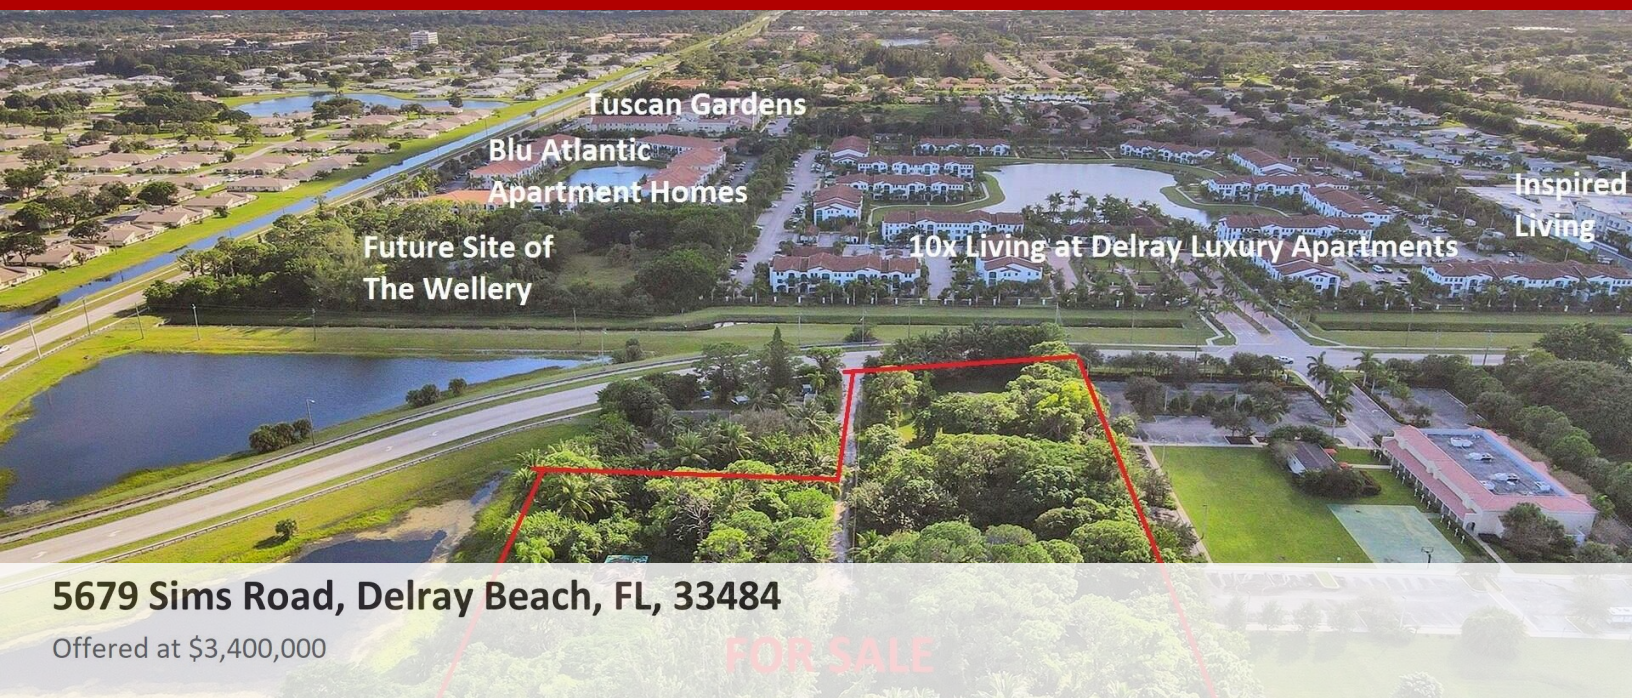 Tuscan Gardens
Blu Atlantic
Apartment Homes
Inspired
Living
Future Site of
The Wellery
10x Living at Delray Luxury Apartments
5679 Sims Road, Delray Beach, FL, 33484
Offered at $3,400,000
FOR SALE